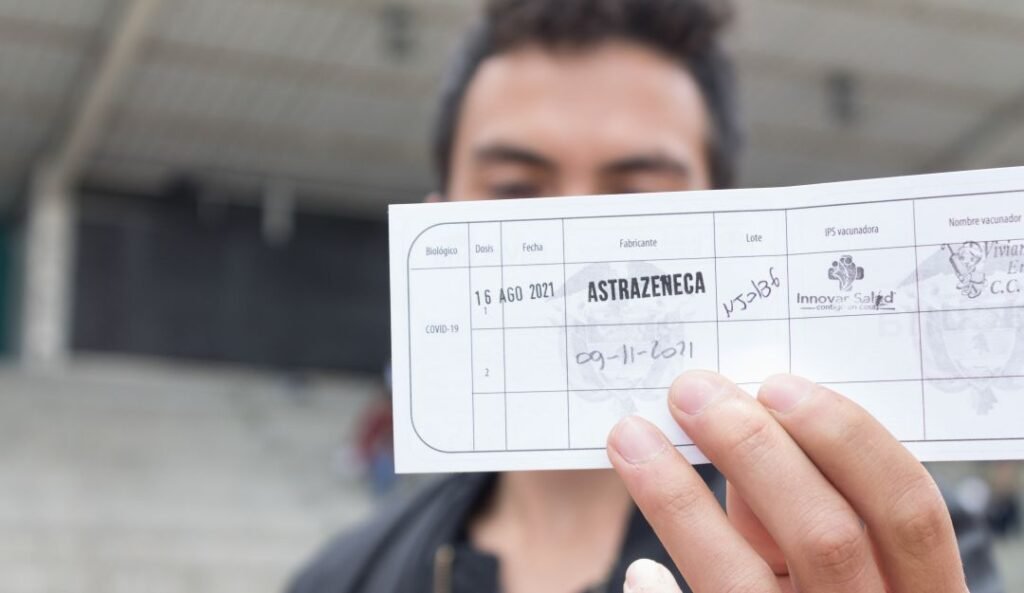 Biológico Dosis Fecha Fabricante Lote IPS vacunadora Nombre vacunador
COVID-19
16 AGO 2021 ASTRAZENECA
1
Innovar Salud
C.C.
2 09-11-2021